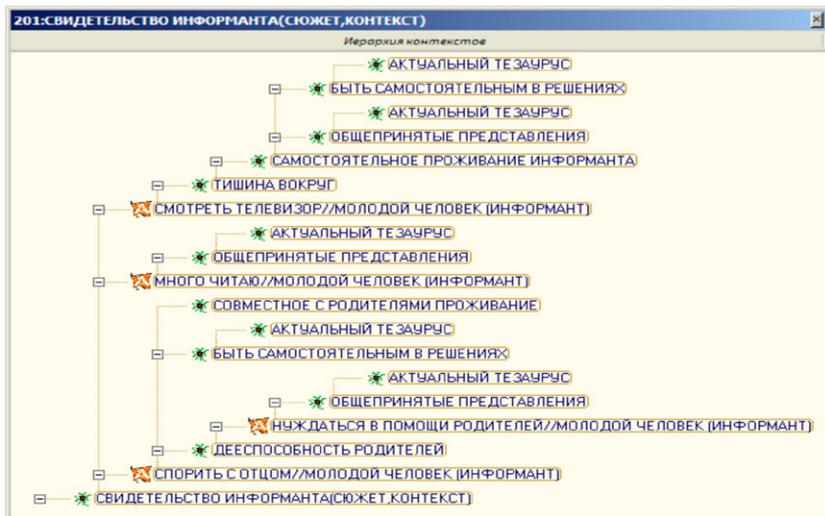 201:СВИДЕТЕЛЬСТВО ИНФОРМАНТА(СЮЖЕТ,КОНТЕКСТ)
Иерархия контекстов
АКТУАЛЬНЫЙ ТЕЗАУРУС
БЫТЬ САМОСТОЯТЕЛЬНЫМ В РЕШЕНИЯХ
АКТУАЛЬНЫЙ ТЕЗАУРУС
ОБЩЕПРИНЯТЫЕ ПРЕДСТАВЛЕНИЯ
САМОСТОЯТЕЛЬНОЕ ПРОЖИВАНИЕ ИНФОРМАНТА
ТИШИНА ВОКРУГ
СМОТРЕТЬ ТЕЛЕВИЗОР//МОЛОДОЙ ЧЕЛОВЕК (ИНФОРМАНТ)
АКТУАЛЬНЫЙ ТЕЗАУРУС
ОБЩЕПРИНЯТЫЕ ПРЕДСТАВЛЕНИЯ
МНОГО ЧИТАЮ//МОЛОДОЙ ЧЕЛОВЕК (ИНФОРМАНТ)
СОВМЕСТНОЕ С РОДИТЕЛЯМИ ПРОЖИВАНИЕ
АКТУАЛЬНЫЙ ТЕЗАУРУС
БЫТЬ САМОСТОЯТЕЛЬНЫМ В РЕШЕНИЯХ
АКТУАЛЬНЫЙ ТЕЗАУРУС
ОБЩЕПРИНЯТЫЕ ПРЕДСТАВЛЕНИЯ
НУЖДАТЬСЯ В ПОМОЩИ РОДИТЕЛЕЙ//МОЛОДОЙ ЧЕЛОВЕК (ИНФОРМАНТ)
ДЕЕСПОСОБНОСТЬ РОДИТЕЛЕЙ
СПОРИТЬ С ОТЦОМ//МОЛОДОЙ ЧЕЛОВЕК (ИНФОРМАНТ)
СВИДЕТЕЛЬСТВО ИНФОРМАНТА(СЮЖЕТ,КОНТЕКСТ)